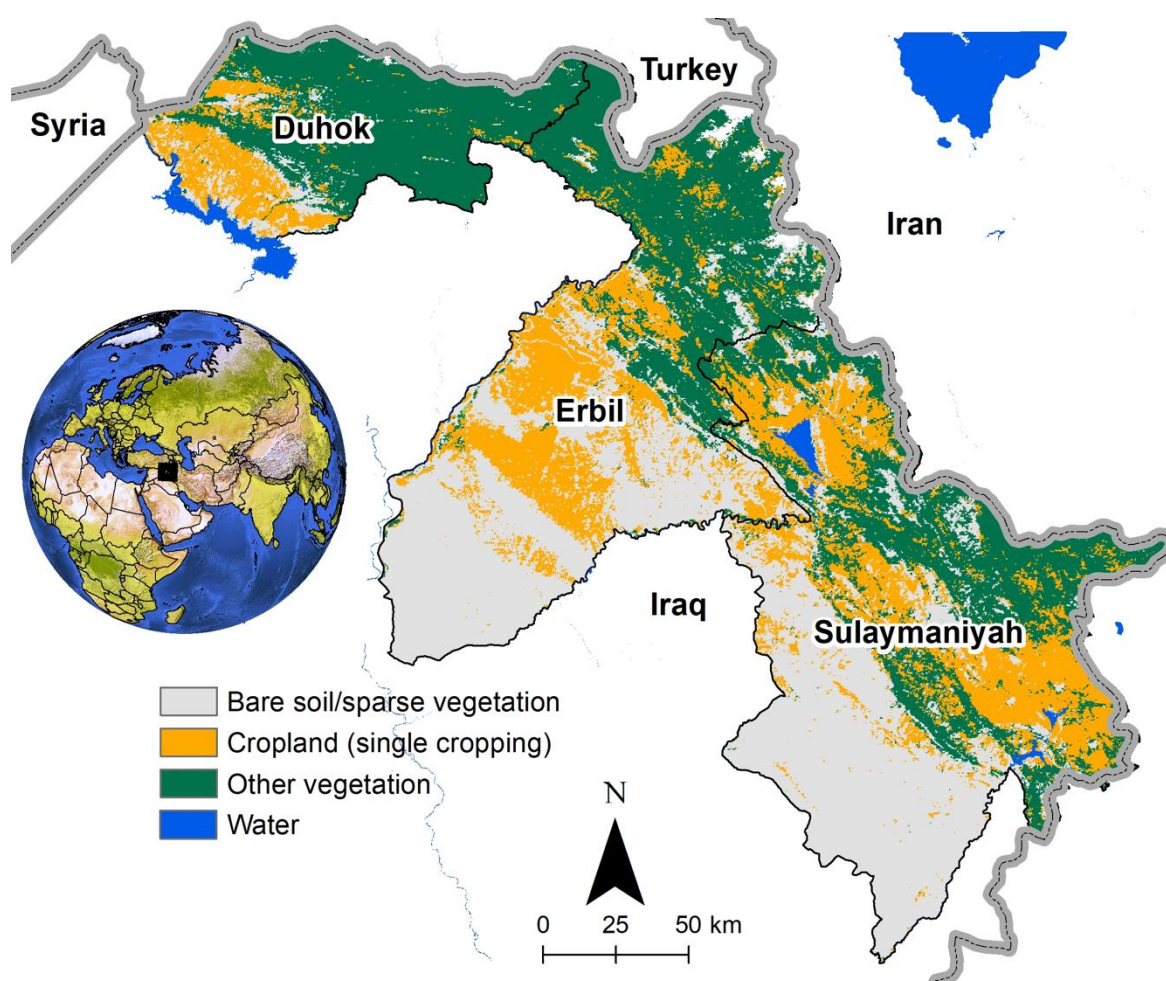 Turkey
Syria
Duhok
Iran
Erbil
Iraq
Sulaymaniyah
Bare soil/sparse vegetation
Cropland (single cropping)
Other vegetation
Water
N
0 25 50 km